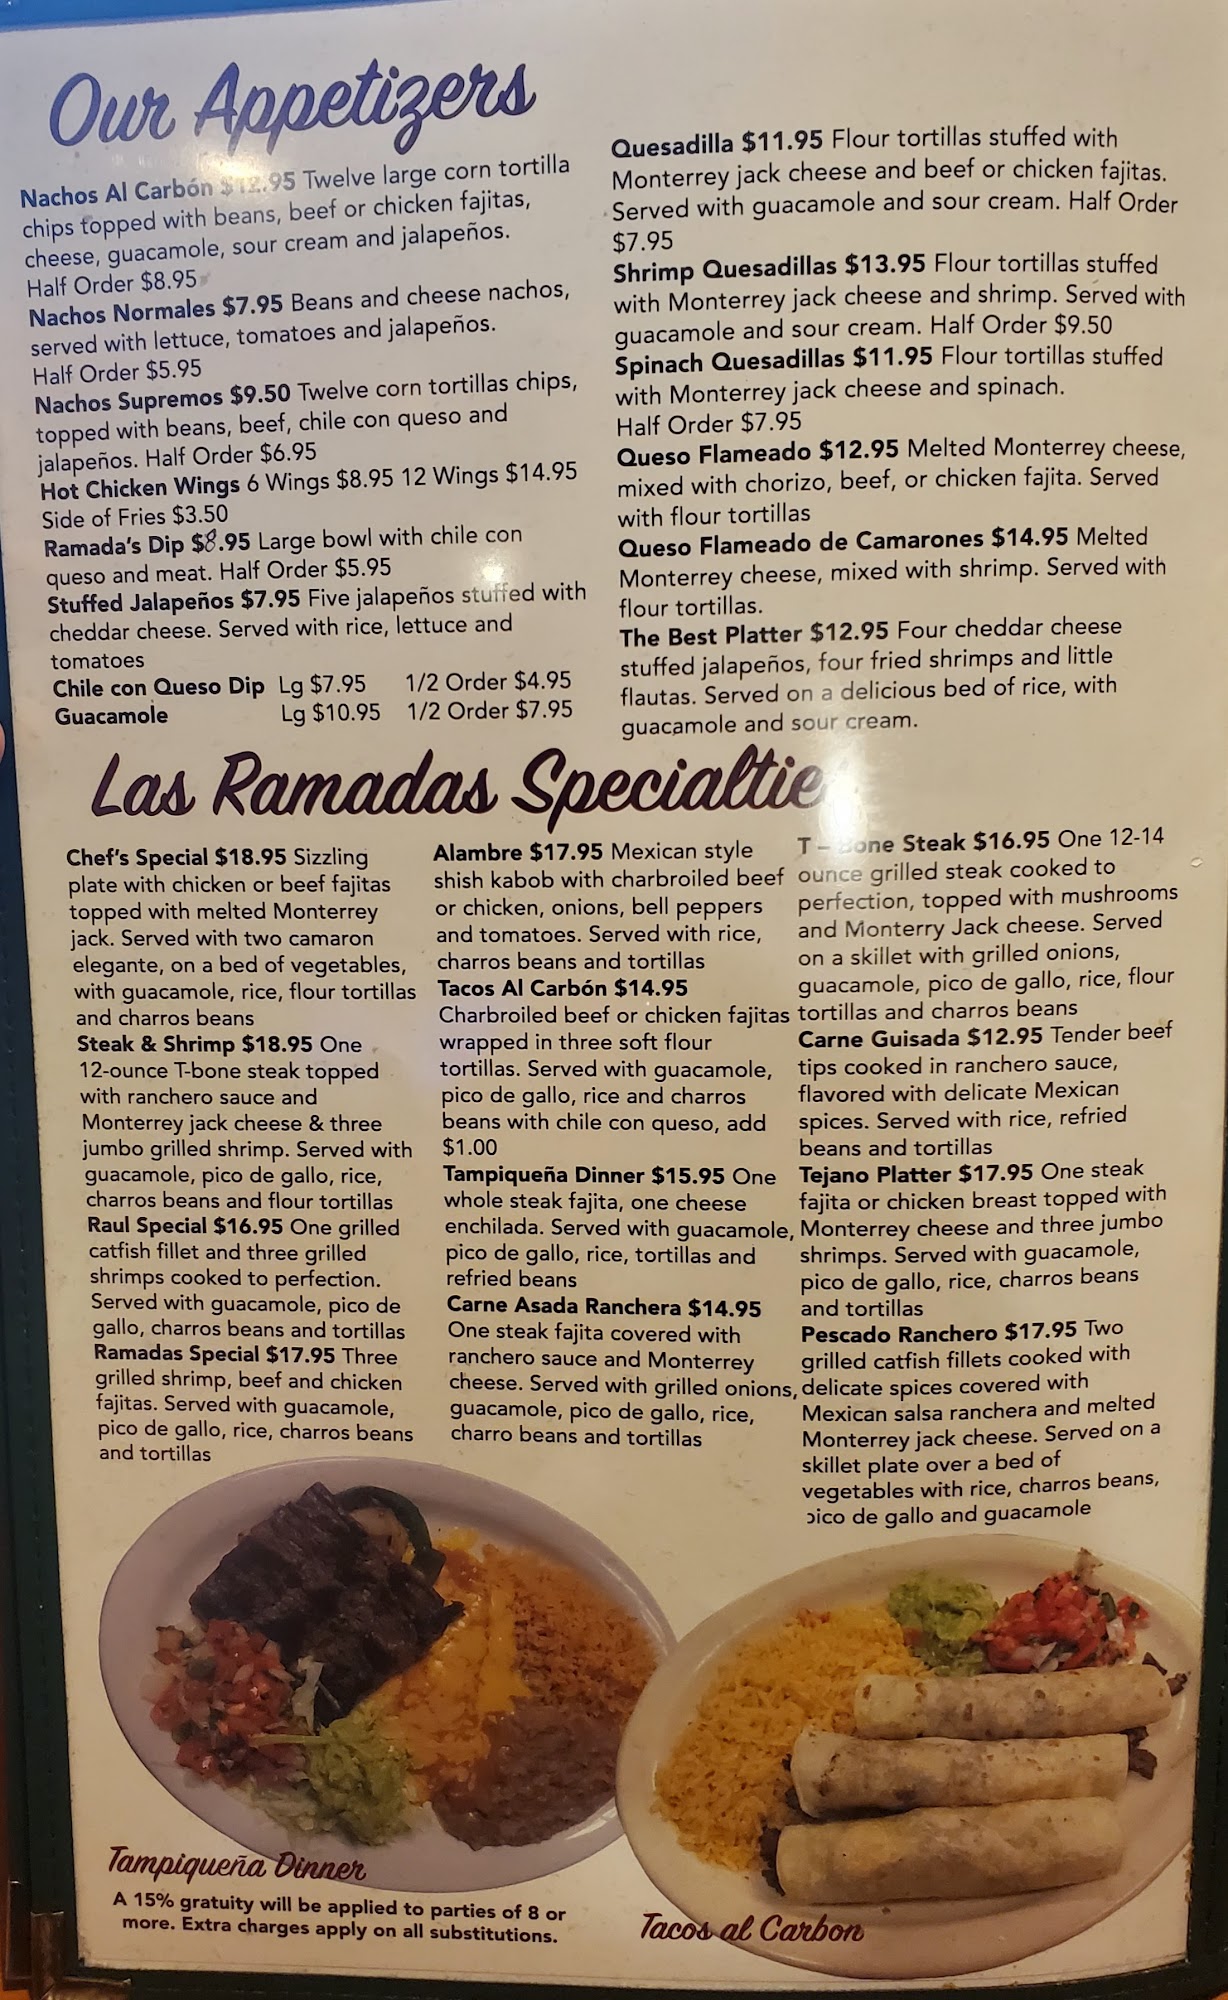 Our Appetizers
Nachos Al Carbón $12.95 Twelve large corn tortilla
chips topped with beans, beef or chicken fajitas,
cheese, guacamole, sour cream and jalapeños.
Half Order $8.95
Nachos Normales $7.95 Beans and cheese nachos,
served with lettuce, tomatoes and jalapeños.
Half Order $5.95
Nachos Supremos $9.50 Twelve corn tortillas chips,
topped with beans, beef, chile con queso and
jalapeños. Half Order $6.95
Hot Chicken Wings 6 Wings $8.95 12 Wings $14.95
Side of Fries $3.50
Ramada's Dip $8.95 Large bowl with chile con
queso and meat. Half Order $5.95
Stuffed Jalapeños $7.95 Five jalapeños stuffed with
cheddar cheese. Served with rice, lettuce and
tomatoes
Chile con Queso Dip Lg $7.95 1/2 Order $4.95
Guacamole Lg $10.95 1/2 Order $7.95
Quesadilla $11.95 Flour tortillas stuffed with
Monterrey jack cheese and beef or chicken fajitas.
Served with guacamole and sour cream. Half Order
$7.95
Shrimp Quesadillas $13.95 Flour tortillas stuffed
with Monterrey jack cheese and shrimp. Served with
guacamole and sour cream. Half Order $9.50
Spinach Quesadillas $11.95 Flour tortillas stuffed
with Monterrey jack cheese and spinach.
Half Order $7.95
Queso Flameado $12.95 Melted Monterrey cheese,
mixed with chorizo, beef, or chicken fajita. Served
with flour tortillas
Queso Flameado de Camarones $14.95 Melted
Monterrey cheese, mixed with shrimp. Served with
flour tortillas.
The Best Platter $12.95 Four cheddar cheese
stuffed jalapeños, four fried shrimps and little
flautas. Served on a delicious bed of rice, with
guacamole and sour cream.
Las Ramadas Specialties
Chef's Special $18.95 Sizzling
plate with chicken or beef fajitas
topped with melted Monterrey
jack. Served with two camaron
elegante, on a bed of vegetables,
with guacamole, rice, flour tortillas
and charros beans
Steak & Shrimp $18.95 One
12-ounce T-bone steak topped
with ranchero sauce and
Monterrey jack cheese & three
jumbo grilled shrimp. Served with
guacamole, pico de gallo, rice,
charros beans and flour tortillas
Raul Special $16.95 One grilled
catfish fillet and three grilled
shrimps cooked to perfection.
Served with guacamole, pico de
gallo, charros beans and tortillas
Ramadas Special $17.95 Three
grilled shrimp, beef and chicken
fajitas. Served with guacamole,
pico de gallo, rice, charros beans
and tortillas
Alambre $17.95 Mexican style
shish kabob with charbroiled beef
or chicken, onions, bell peppers
and tomatoes. Served with rice,
charros beans and tortillas
Tacos Al Carbón $14.95
Charbroiled beef or chicken fajitas
wrapped in three soft flour
tortillas. Served with guacamole,
pico de gallo, rice and charros
beans with chile con queso, add
$1.00
Tampiqueña Dinner $15.95 One
whole steak fajita, one cheese
enchilada. Served with guacamole,
pico de gallo, rice, tortillas and
refried beans
Carne Asada Ranchera $14.95
One steak fajita covered with
ranchero sauce and Monterrey
cheese. Served with grilled onions,
guacamole, pico de gallo, rice,
charro beans and tortillas
T – Bone Steak $16.95 One 12-14
ounce grilled steak cooked to
perfection, topped with mushrooms
and Monterry Jack cheese. Served
on a skillet with grilled onions,
guacamole, pico de gallo, rice, flour
tortillas and charros beans
Carne Guisada $12.95 Tender beef
tips cooked in ranchero sauce,
flavored with delicate Mexican
spices. Served with rice, refried
beans and tortillas
Tejano Platter $17.95 One steak
fajita or chicken breast topped with
Monterrey cheese and three jumbo
shrimps. Served with guacamole,
pico de gallo, rice, charros beans
and tortillas
Pescado Ranchero $17.95 Two
grilled catfish fillets cooked with
delicate spices covered with
Mexican salsa ranchera and melted
Monterrey jack cheese. Served on a
skillet plate over a bed of
vegetables with rice, charros beans,
pico de gallo and guacamole
Tampiqueña Dinner
A 15% gratuity will be applied to parties of 8 or
more. Extra charges apply on all substitutions.
Tacos al Carbon